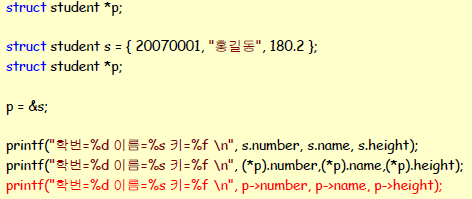 struct student *p;
struct student s = { 20070001, "홍길동", 180.2 };
struct student *p;
p = &s;
printf("학번=%d 이름=%s 키=%f \n", s.number, s.name, s.height);
printf("학번=%d 이름=%s 키=%f \n", (*p).number,(*p).name,(*p).height);
printf("학번=%d 이름=%s 키=%f \n", p->number, p->name, p->height);